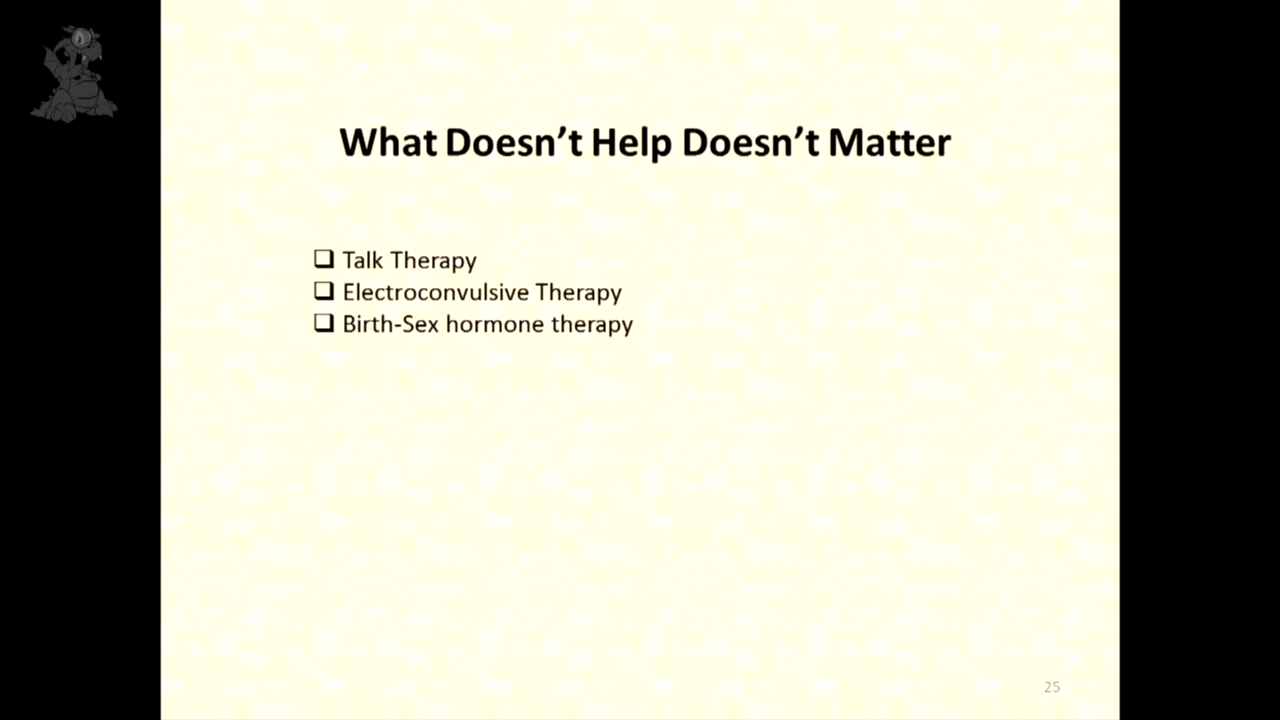 What Doesn’t Help Doesn’t Matter
❑ Talk Therapy
❑ Electroconvulsive Therapy
❑ Birth-Sex hormone therapy
25